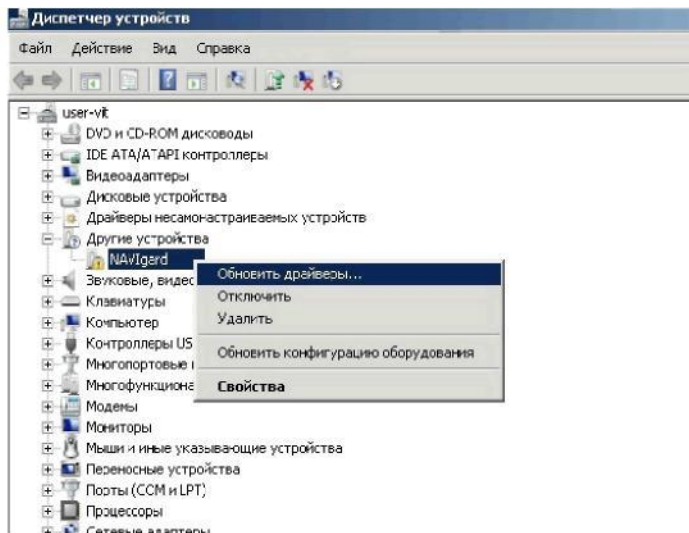 Диспетчер устройств
Файл Действие Вид Справка
user-vit
DVD и CD-ROM дисководы
IDE ATA/ATAPI контроллеры
Видеоадаптеры
Дисковые устройства
Драйверы несамонастраиваемых устройств
Другие устройства
NAVIgard
Обновить драйверы...
Звуковые, видео
Отключить
Клавиатуры
Удалить
Компьютер
Контроллеры US
Обновить конфигурацию оборудования
Многопортовые
Многофункциона
Свойства
Модемы
Мониторы
Мыши и иные указывающие устройства
Переносные устройства
Порты (COM и LPT)
Процессоры
Сетевые адаптеры